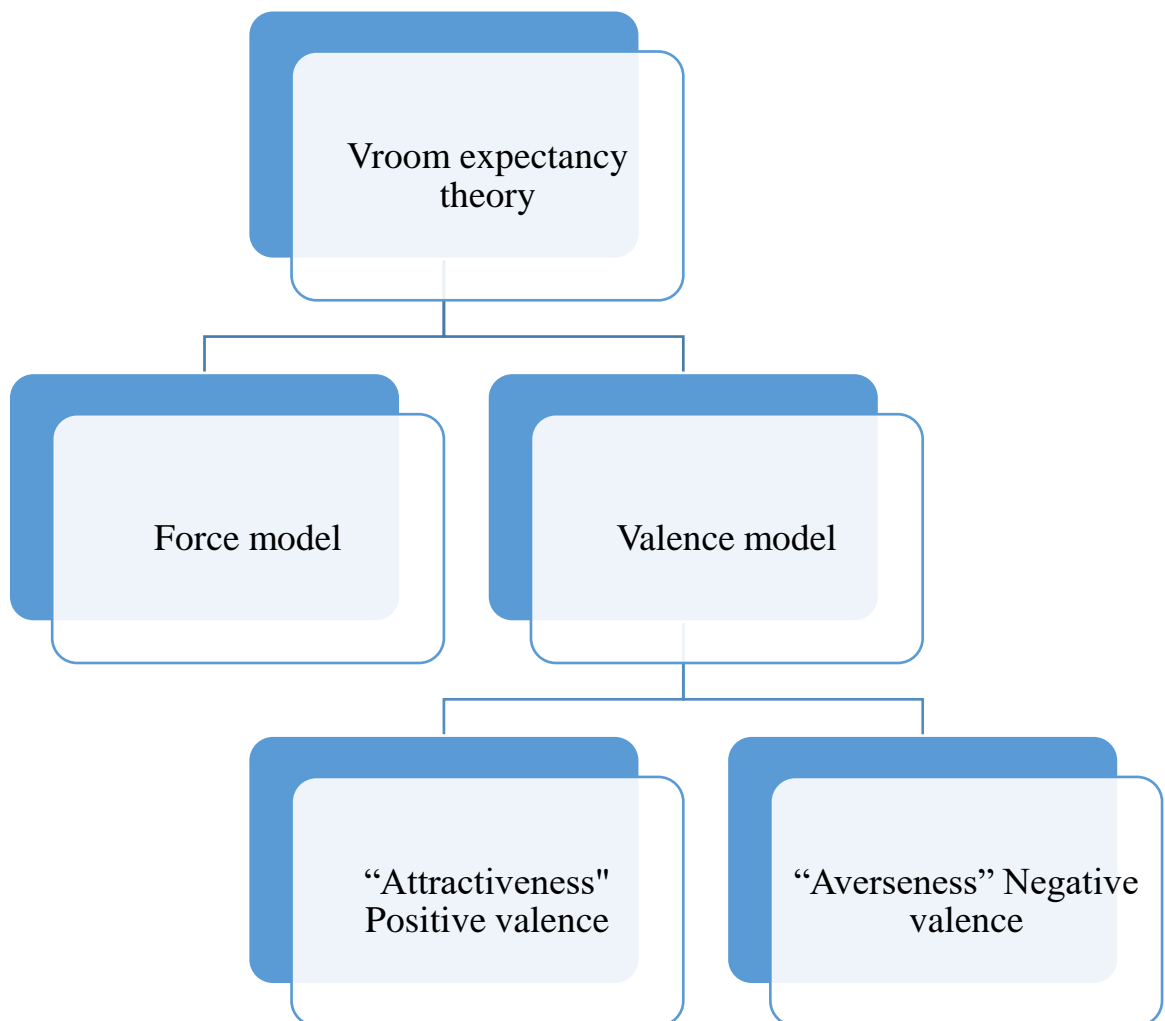 Vroom expectancy
theory
Force model
Valence model
“Attractiveness"
Positive valence
“Averseness” Negative
valence